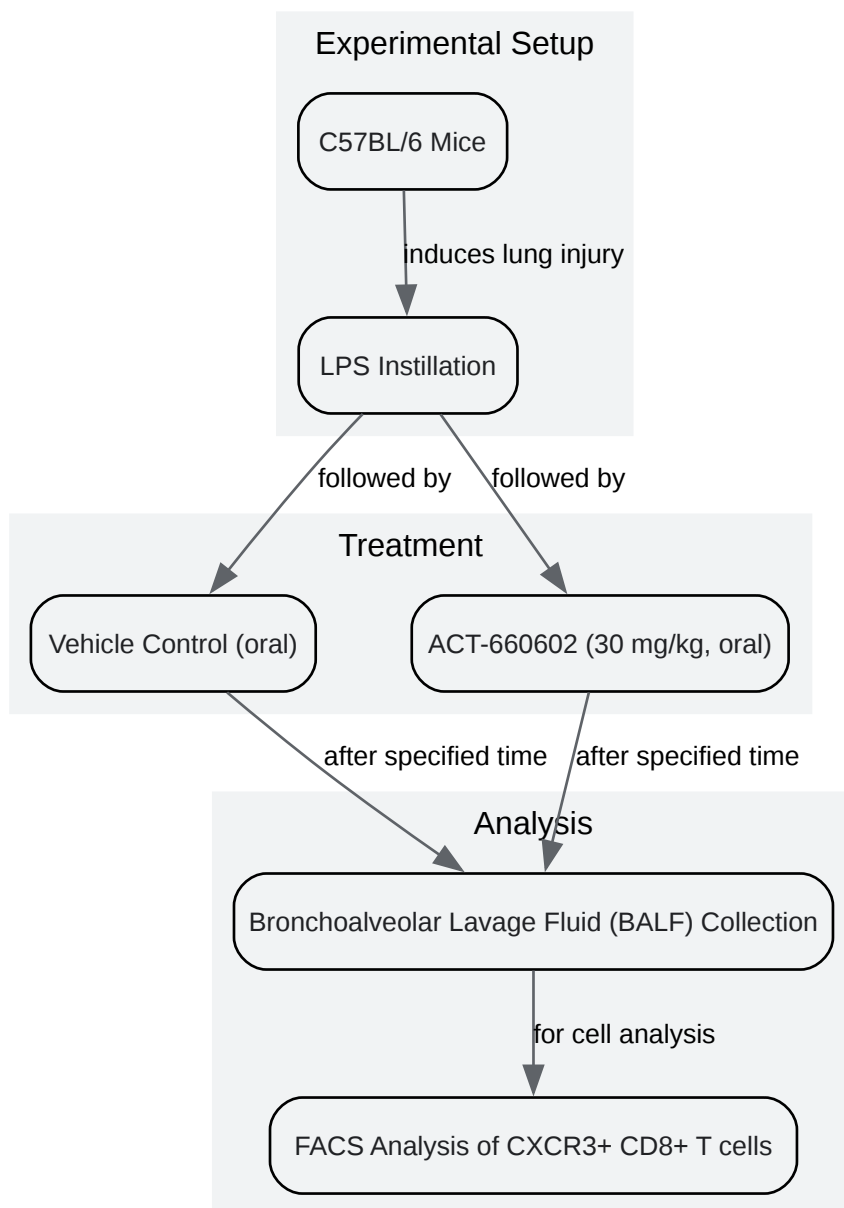 Experimental Setup
C57BL/6 Mice
induces lung injury
LPS Instillation
followed by
followed by
Treatment
Vehicle Control (oral)
ACT-660602 (30 mg/kg, oral)
after specified time
after specified time
Analysis
Bronchoalveolar Lavage Fluid (BALF) Collection
for cell analysis
FACS Analysis of CXCR3+ CD8+ T cells